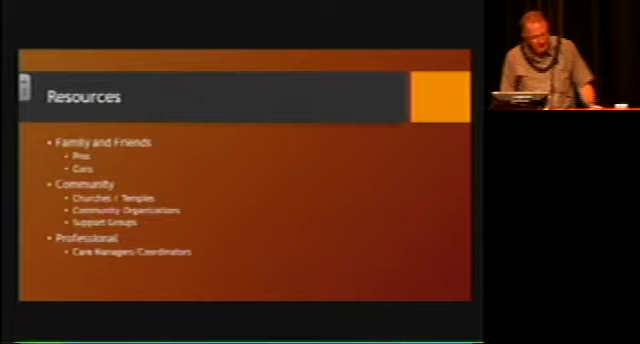 Resources
• Family and Friends
• Pros
• Cons
• Community
• Churches / Temples
• Community Organizations
• Support Groups
• Professional
• Care Managers/Coordinators